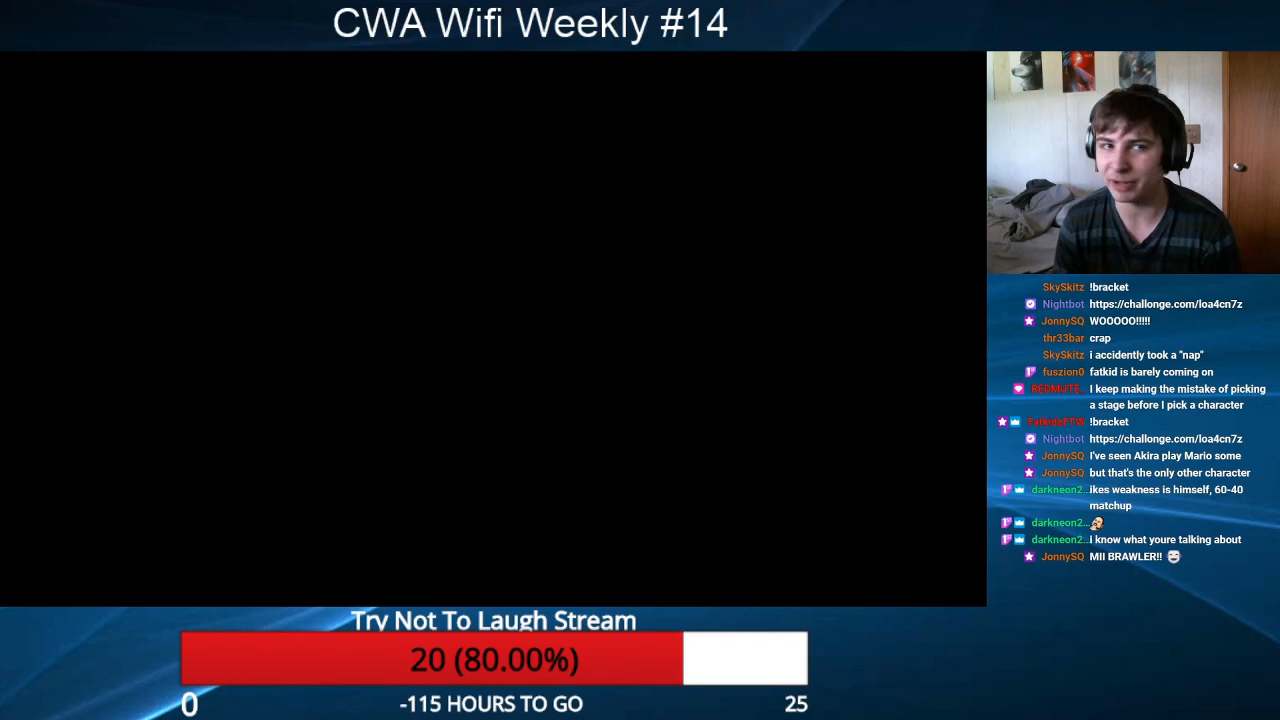 CWA Wifi Weekly #14
SkySkitz !bracket
Nightbot https://challonge.com/loa4cn7z
JonnySQ WOOOOO!!!!!
thr33bar crap
SkySkitz i accidently took a "nap"
fuszion0 fatkid is barely coming on
REDMUTE... I keep making the mistake of picking
a stage before I pick a character
FatkidzFTW !bracket
Nightbot https://challonge.com/loa4cn7z
JonnySQ I've seen Akira play Mario some
JonnySQ but that's the only other character
darkneon2... ikes weakness is himself, 60-40
matchup
darkneon2...
darkneon2... i know what youre talking about
JonnySQ MII BRAWLER!!
Try Not To Laugh Stream
20 (80.00%)
0 -115 HOURS TO GO 25